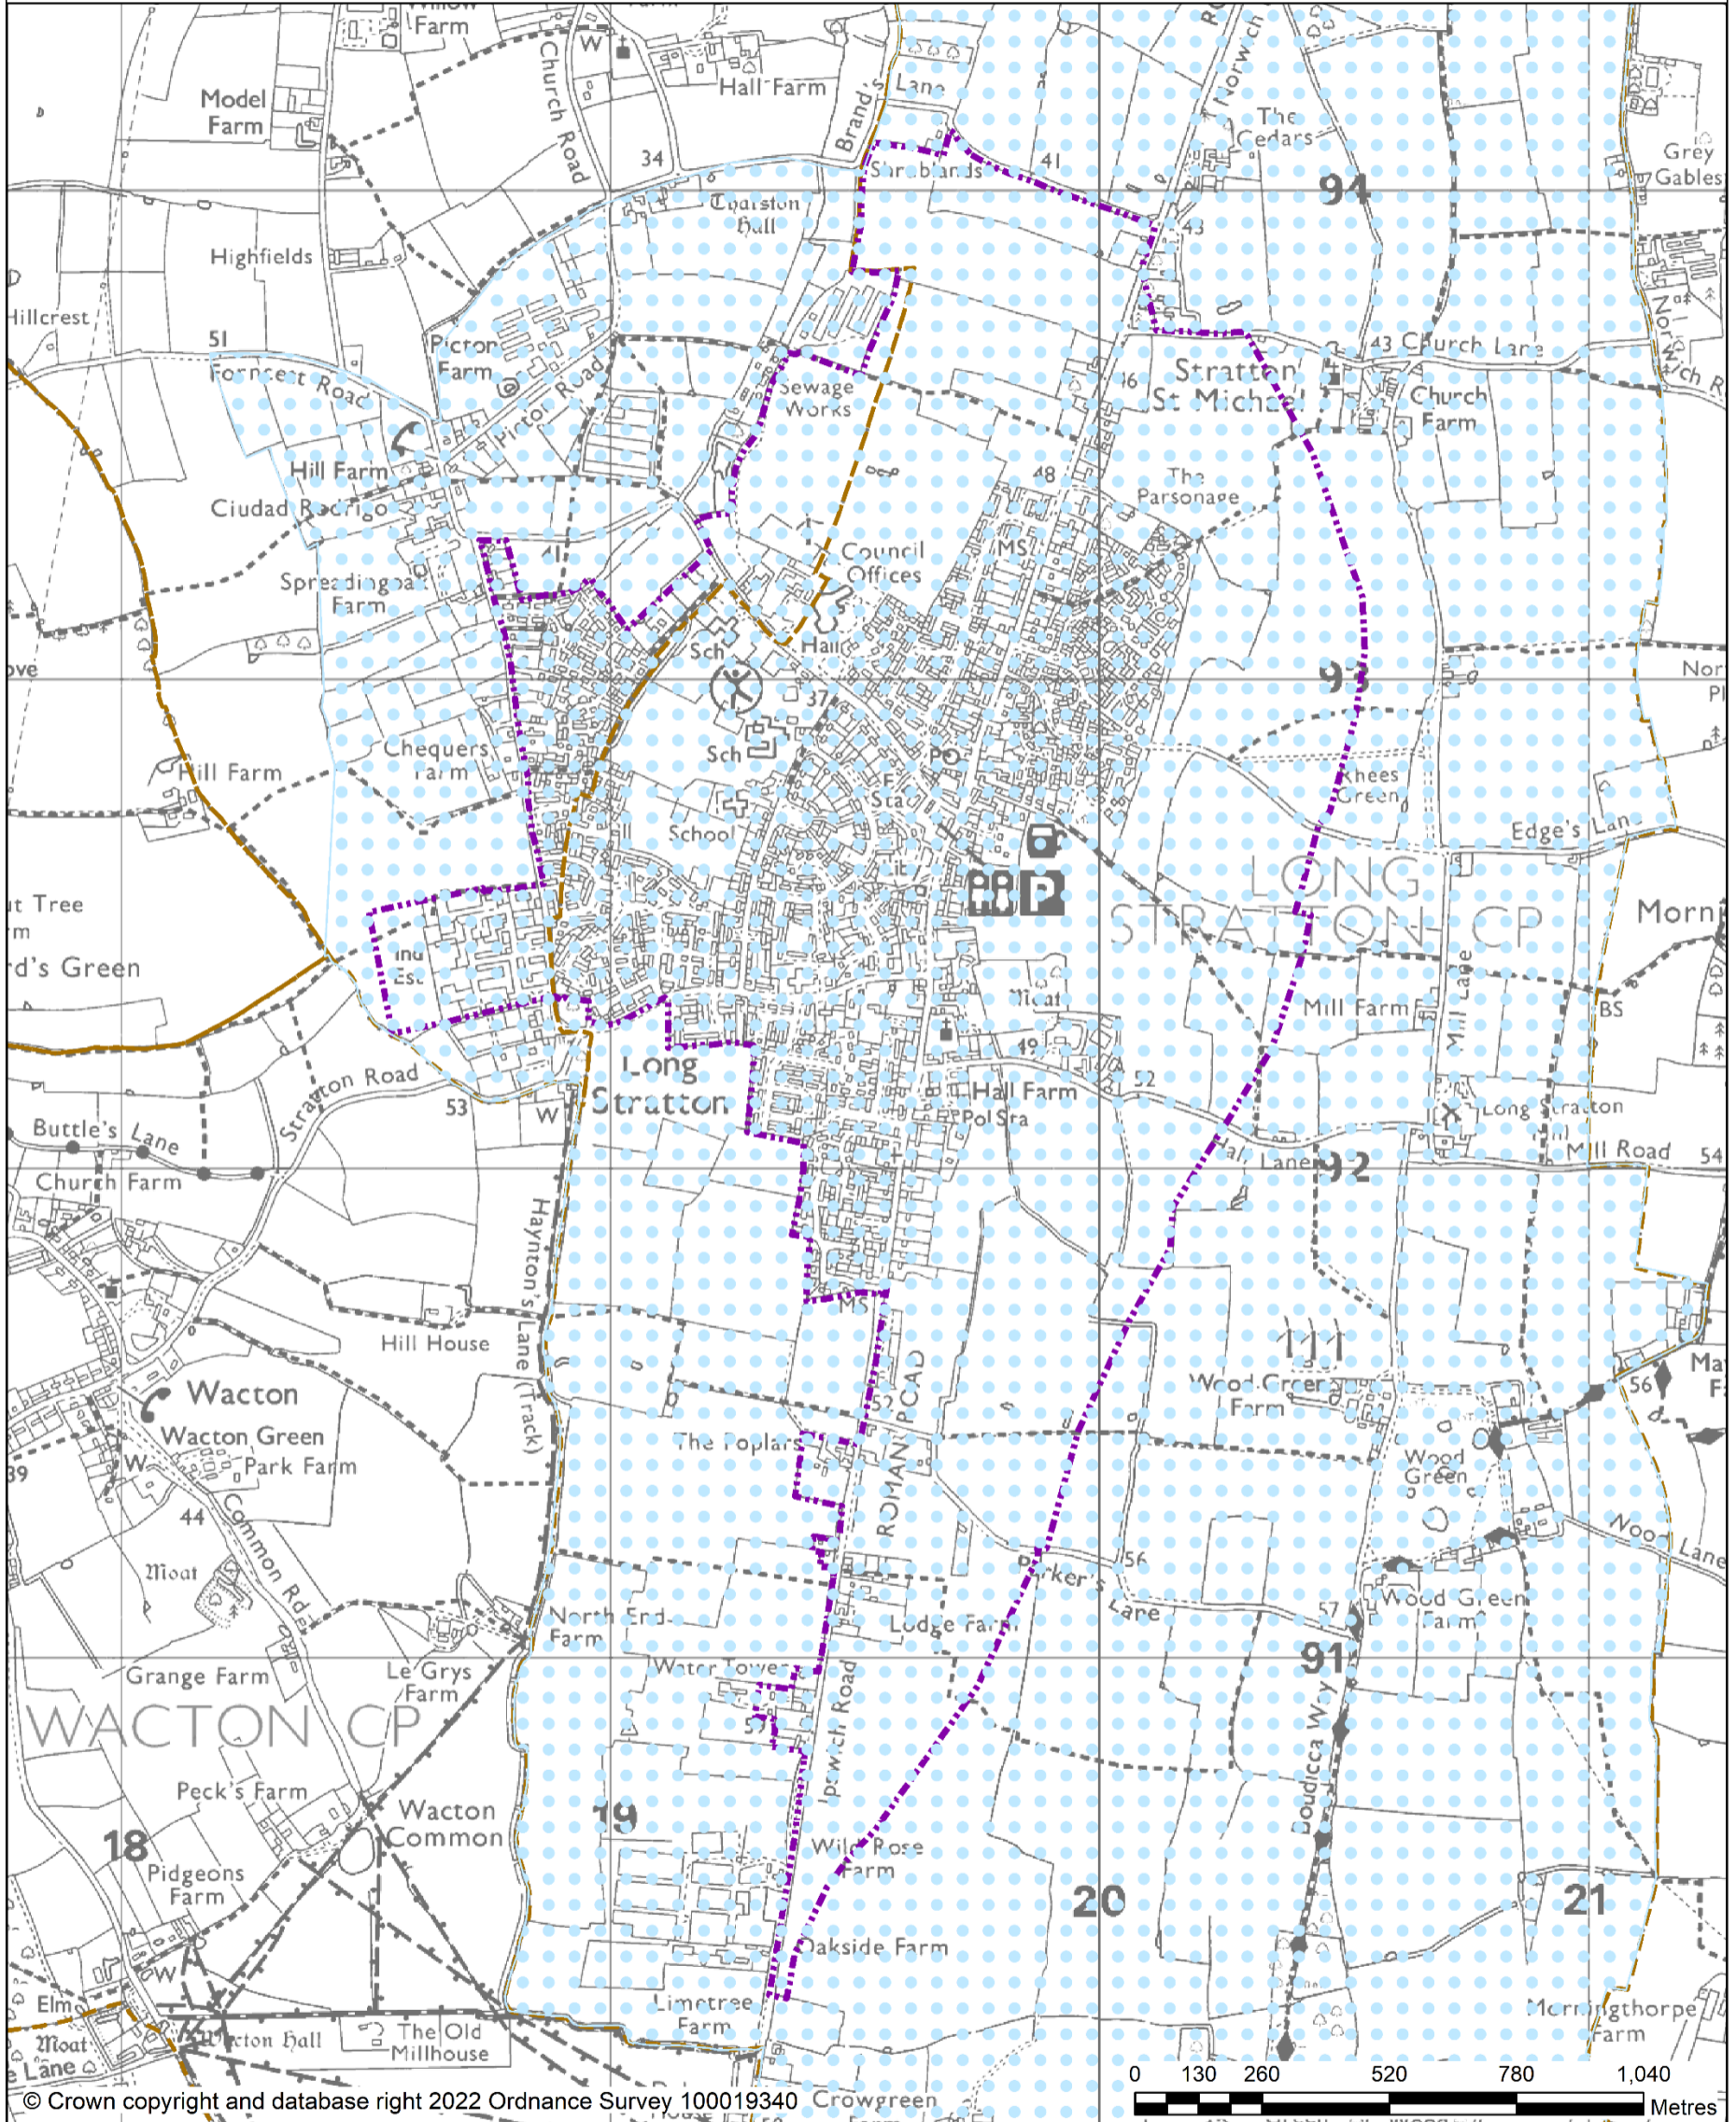 Willow
Farm
W
Hall Farm
Church Road
Brand's Lane
Norwich
Model
Farm
The
Cedars
Grey
Gables
34
41
Shrublands
94
Tharston
Hall
43
Highfields
Hillcrest
51
Forncett Road
Picton
Farm
Picton Road
Sewage
Works
46
Stratton
St Michael
43
Church Lane
Church
Farm
Norwich R
Hill Farm
Ciudad Rodrigo
48
The
Parsonage
41
MS
Council
Offices
Spreadingoak
Farm
Sch
Hall
93
37
Chequers
Farm
Hill Farm
Sch
PO
F
Sta
Rhees
Green
School
Edge's Lane
LONG
STRATTON CP
P
Ind
Est
Mill Lane
Moat
Mill Farm
BS
rd's Green
49
Stratton Road
Long
Stratton
Hall Farm
52
Pol Sta
53
W
Long Stratton
Mill
Buttle's Lane
Mill Road
54
Church Farm
Hall Lane
92
Haynton's Lane (Track)
MS
Hill House
Wacton
ROMAN ROAD
52
Wood Green
Farm
56
Wacton Green
Park Farm
The Poplars
Wood
Green
W
39
44
Common Rd
Wood Lane
Moat
Parker's Lane
56
57
Wood Green
Farm
North End
Farm
Lodge Farm
Grange Farm
Le Grys
Farm
Water Tower
91
WACTON CP
Ipswich Road
Boudicca Way
Peck's Farm
Wacton
Common
19
18
Wild Rose
Farm
Pidgeons
Farm
20
21
Oakside Farm
W
Elm
Limetree
Farm
Morningthorpe
Farm
Moat
Wacton Hall
The Old
Millhouse
e Lane
0 130 260 520 780 1,040
Metres
© Crown copyright and database right 2022 Ordnance Survey 100019340
Crowgreen
Farm